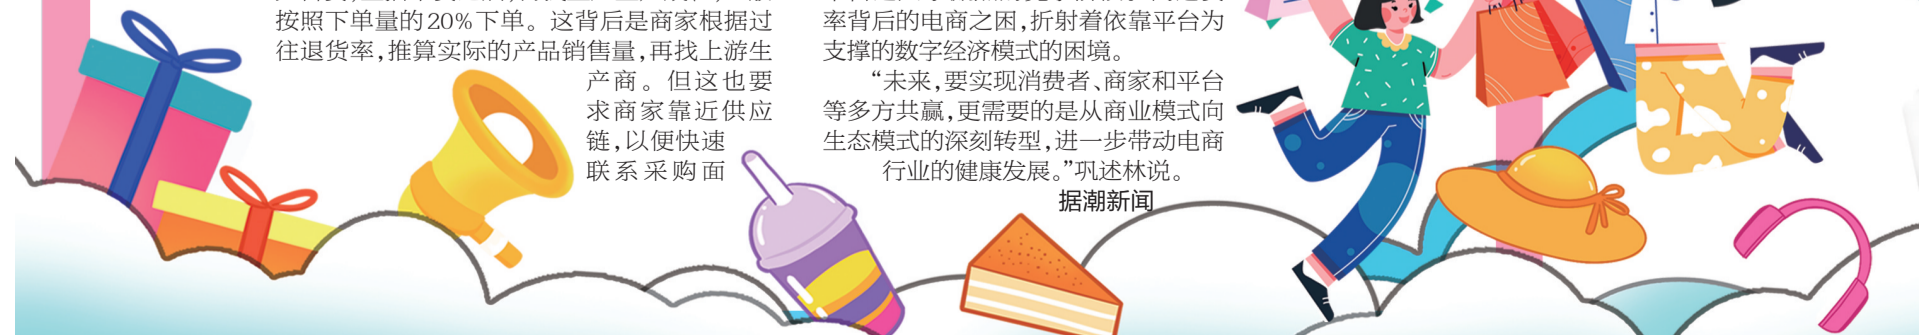 按照下单量的20%下单。这背后是商家根据过
往退货率,推算实际的产品销售量,再找上游生
产商。但这也要
求商家靠近供应
链,以便快速
联系采购面
率背后的电商之困,折射着依靠平台为
支撑的数字经济模式的困境。
“未来,要实现消费者、商家和平台
等多方共赢,更需要的是从商业模式向
生态模式的深刻转型,进一步带动电商
行业的健康发展。”巩述林说。
据潮新闻